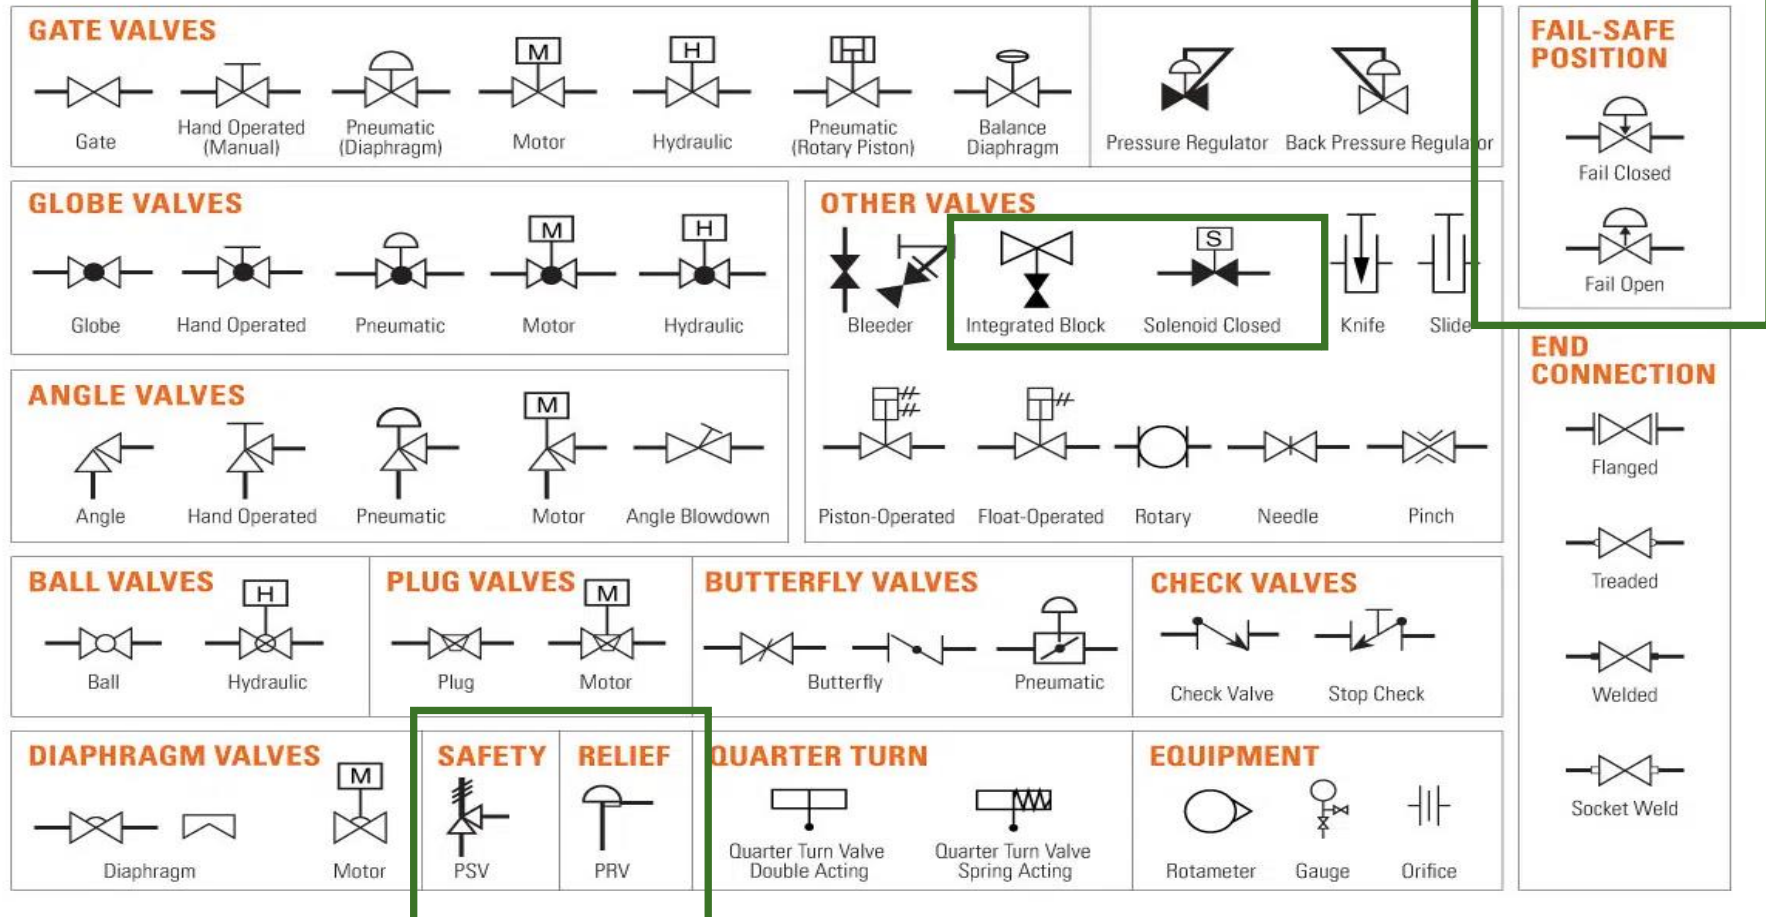 GATE VALVES
M
H
Gate
Hand Operated
(Manual)
Pneumatic
(Diaphragm)
Motor
Hydraulic
Pneumatic
(Rotary Piston)
Balance
Diaphragm
Pressure Regulator
Back Pressure Regulator
FAIL-SAFE
POSITION
Fail Closed
Fail Open
GLOBE VALVES
M
H
Globe
Hand Operated
Pneumatic
Motor
Hydraulic
OTHER VALVES
S
Bleeder
Integrated Block
Solenoid Closed
Knife
Slide
Piston-Operated
Float-Operated
Rotary
Needle
Pinch
END
CONNECTION
Flanged
Treaded
Welded
Socket Weld
ANGLE VALVES
M
Angle
Hand Operated
Pneumatic
Motor
Angle Blowdown
BALL VALVES
H
Ball
Hydraulic
PLUG VALVES
M
Plug
Motor
BUTTERFLY VALVES
Butterfly
Pneumatic
CHECK VALVES
Check Valve
Stop Check
DIAPHRAGM VALVES
M
Diaphragm
Motor
SAFETY
PSV
RELIEF
PRV
QUARTER TURN
Quarter Turn Valve
Double Acting
Quarter Turn Valve
Spring Acting
EQUIPMENT
Rotameter
Gauge
Orifice